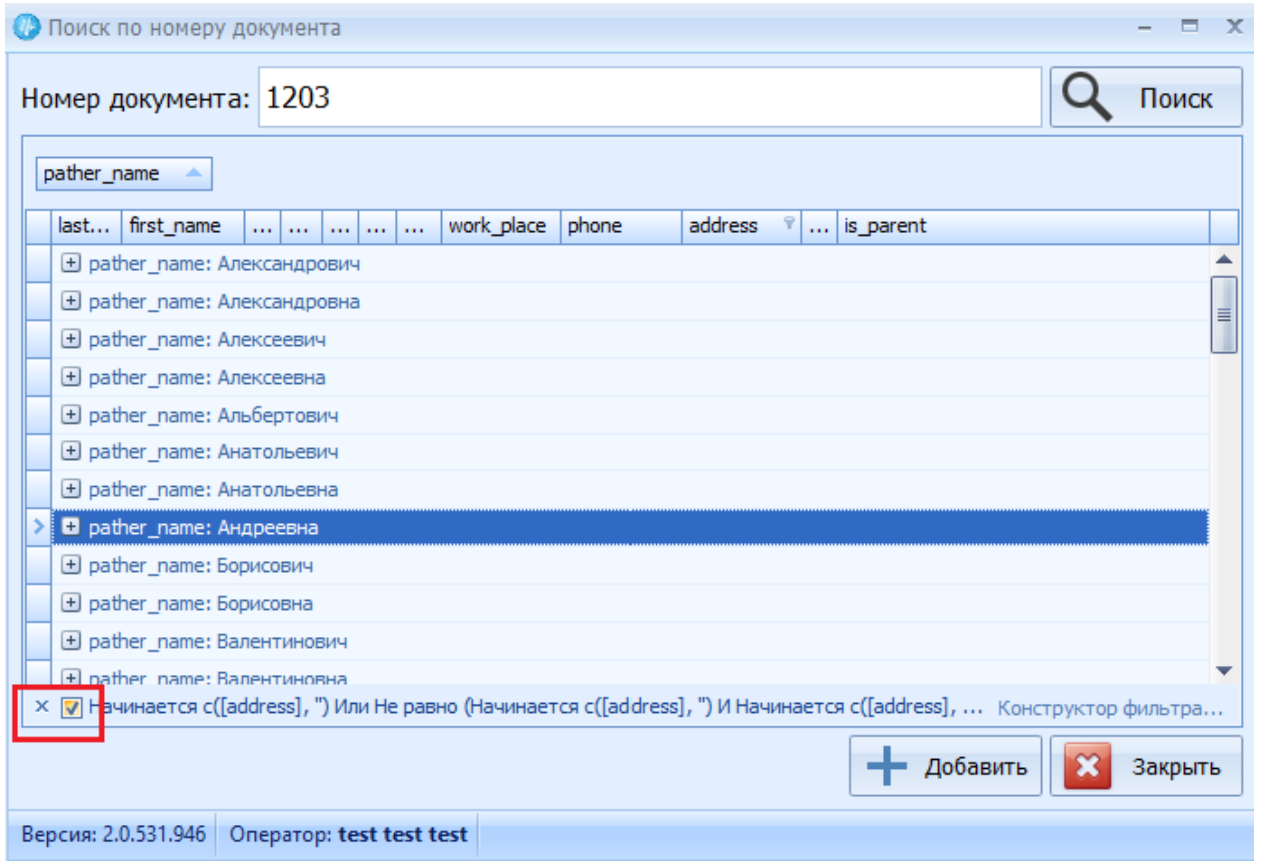 Поиск по номеру документа
Номер документа: 1203 Поиск
pather_name
last... first_name ... ... ... ... ... work_place phone address ... is_parent
pather_name: Александрович
pather_name: Александровна
pather_name: Алексеевич
pather_name: Алексеевна
pather_name: Альбертович
pather_name: Анатольевич
pather_name: Анатольевна
pather_name: Андреевна
pather_name: Борисович
pather_name: Борисовна
pather_name: Валентинович
pather_name: Валентиновна
Начинается с([address], '') Или Не равно (Начинается с([address], '') И Начинается с([address], ... Конструктор фильтра...
Добавить Закрыть
Версия: 2.0.531.946 Оператор: test test test